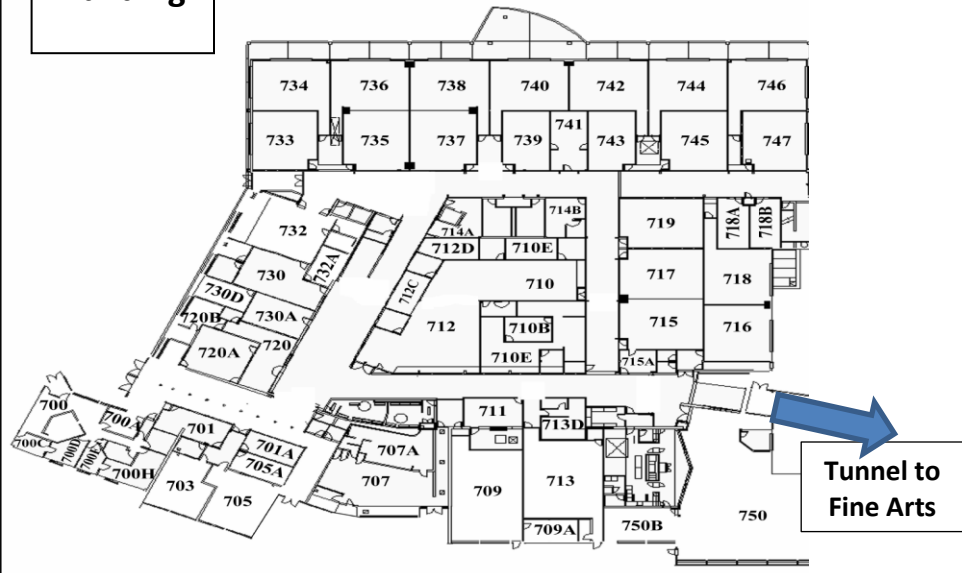 734 736 738 740 742 744 746
733 735 737 739 741 743 745 747
714A 714B 719 718A 718B
732 712D 710E
732A 730 712C 710 717 718
730D 730A 712 710B 715 716
720B 720A 720 710E 715A
700 700A 701 711 713D
700C 700D 700E 700H 701A 705A 707A
703 705 707 709 713
709A 750B 750
Tunnel to
Fine Arts